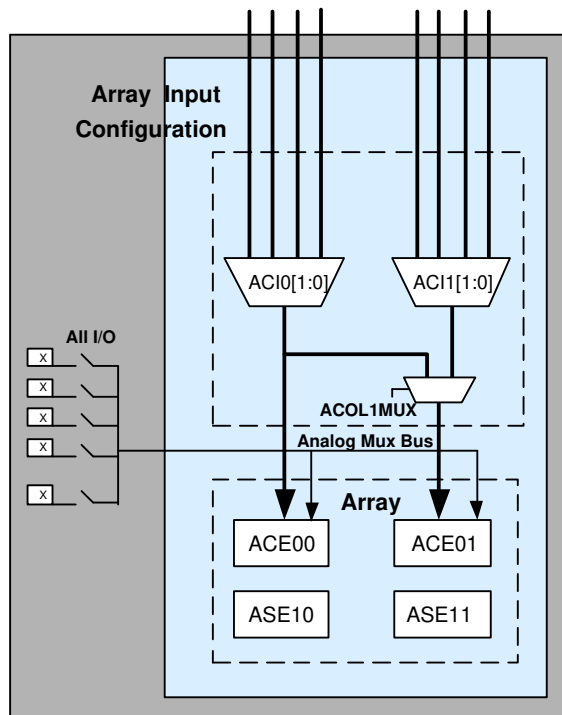 Array Input
Configuration
ACI0[1:0]
ACI1[1:0]
All I/O
X
X
X
X
X
ACOL1MUX
Analog Mux Bus
Array
ACE00
ACE01
ASE10
ASE11